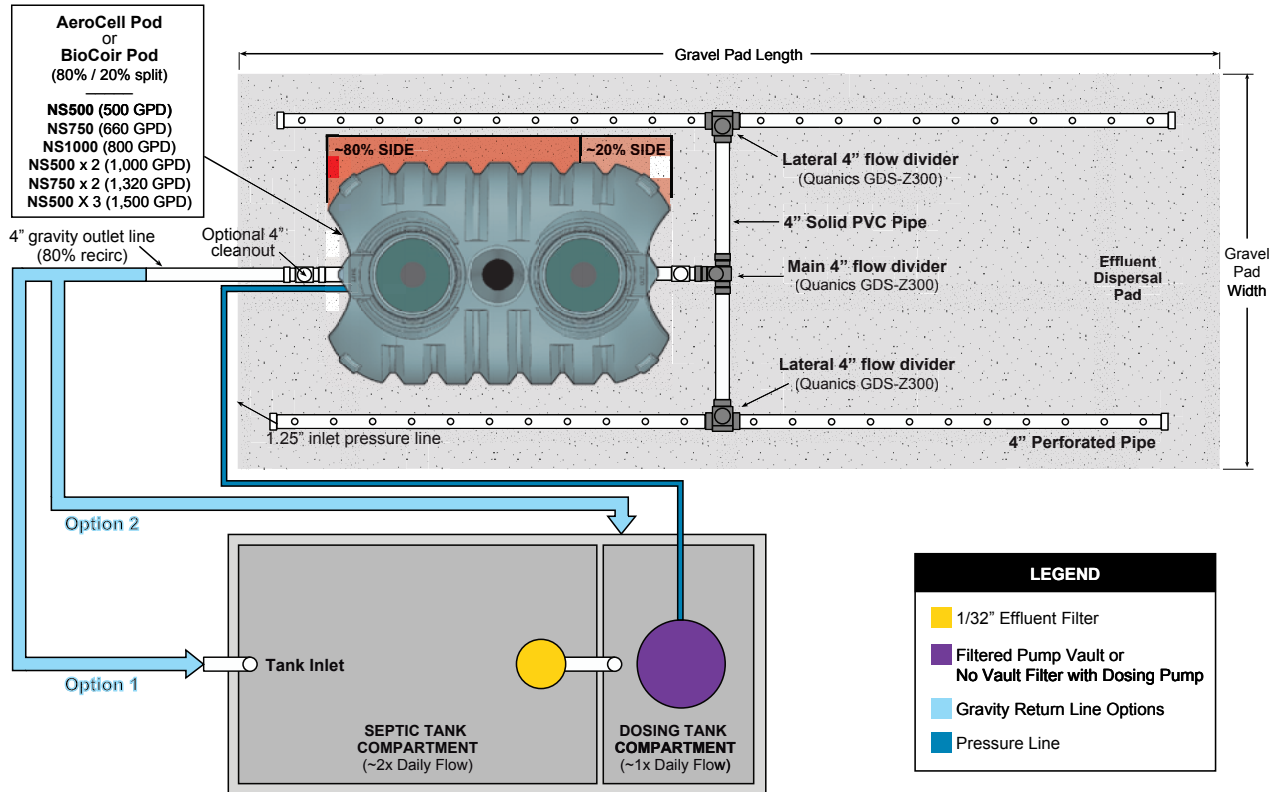 AeroCell Pod
or
BioCoir Pod
(80% / 20% split)
NS500 (500 GPD)
NS750 (660 GPD)
NS1000 (800 GPD)
NS500 x 2 (1,000 GPD)
NS750 x 2 (1,320 GPD)
NS500 X 3 (1,500 GPD)
Gravel Pad Length
~80% SIDE
~20% SIDE
Lateral 4” flow divider
(Quanics GDS-Z300)
4” Solid PVC Pipe
4” gravity outlet line
(80% recirc)
Optional 4”
cleanout
Main 4” flow divider
(Quanics GDS-Z300)
Effluent
Dispersal
Pad
Gravel
Pad
Width
Lateral 4” flow divider
(Quanics GDS-Z300)
1.25” inlet pressure line
4” Perforated Pipe
Option 2
Option 1
Tank Inlet
SEPTIC TANK
COMPARTMENT
(~2x Daily Flow)
DOSING TANK
COMPARTMENT
(~1x Daily Flow)
LEGEND
1/32” Effluent Filter
Filtered Pump Vault or
No Vault Filter with Dosing Pump
Gravity Return Line Options
Pressure Line